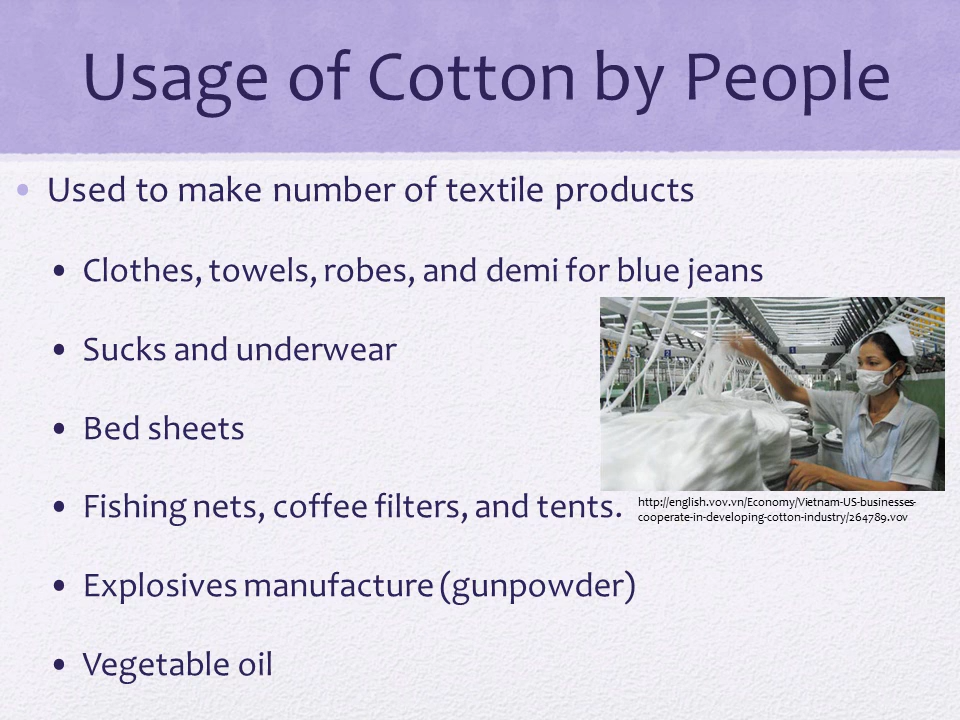 Usage of Cotton by People
• Used to make number of textile products
• Clothes, towels, robes, and demi for blue jeans
• Sucks and underwear
• Bed sheets
• Fishing nets, coffee filters, and tents.
http://english.vov.vn/Economy/Vietnam-US-businesses-
cooperate-in-developing-cotton-industry/264789.vov
• Explosives manufacture (gunpowder)
• Vegetable oil